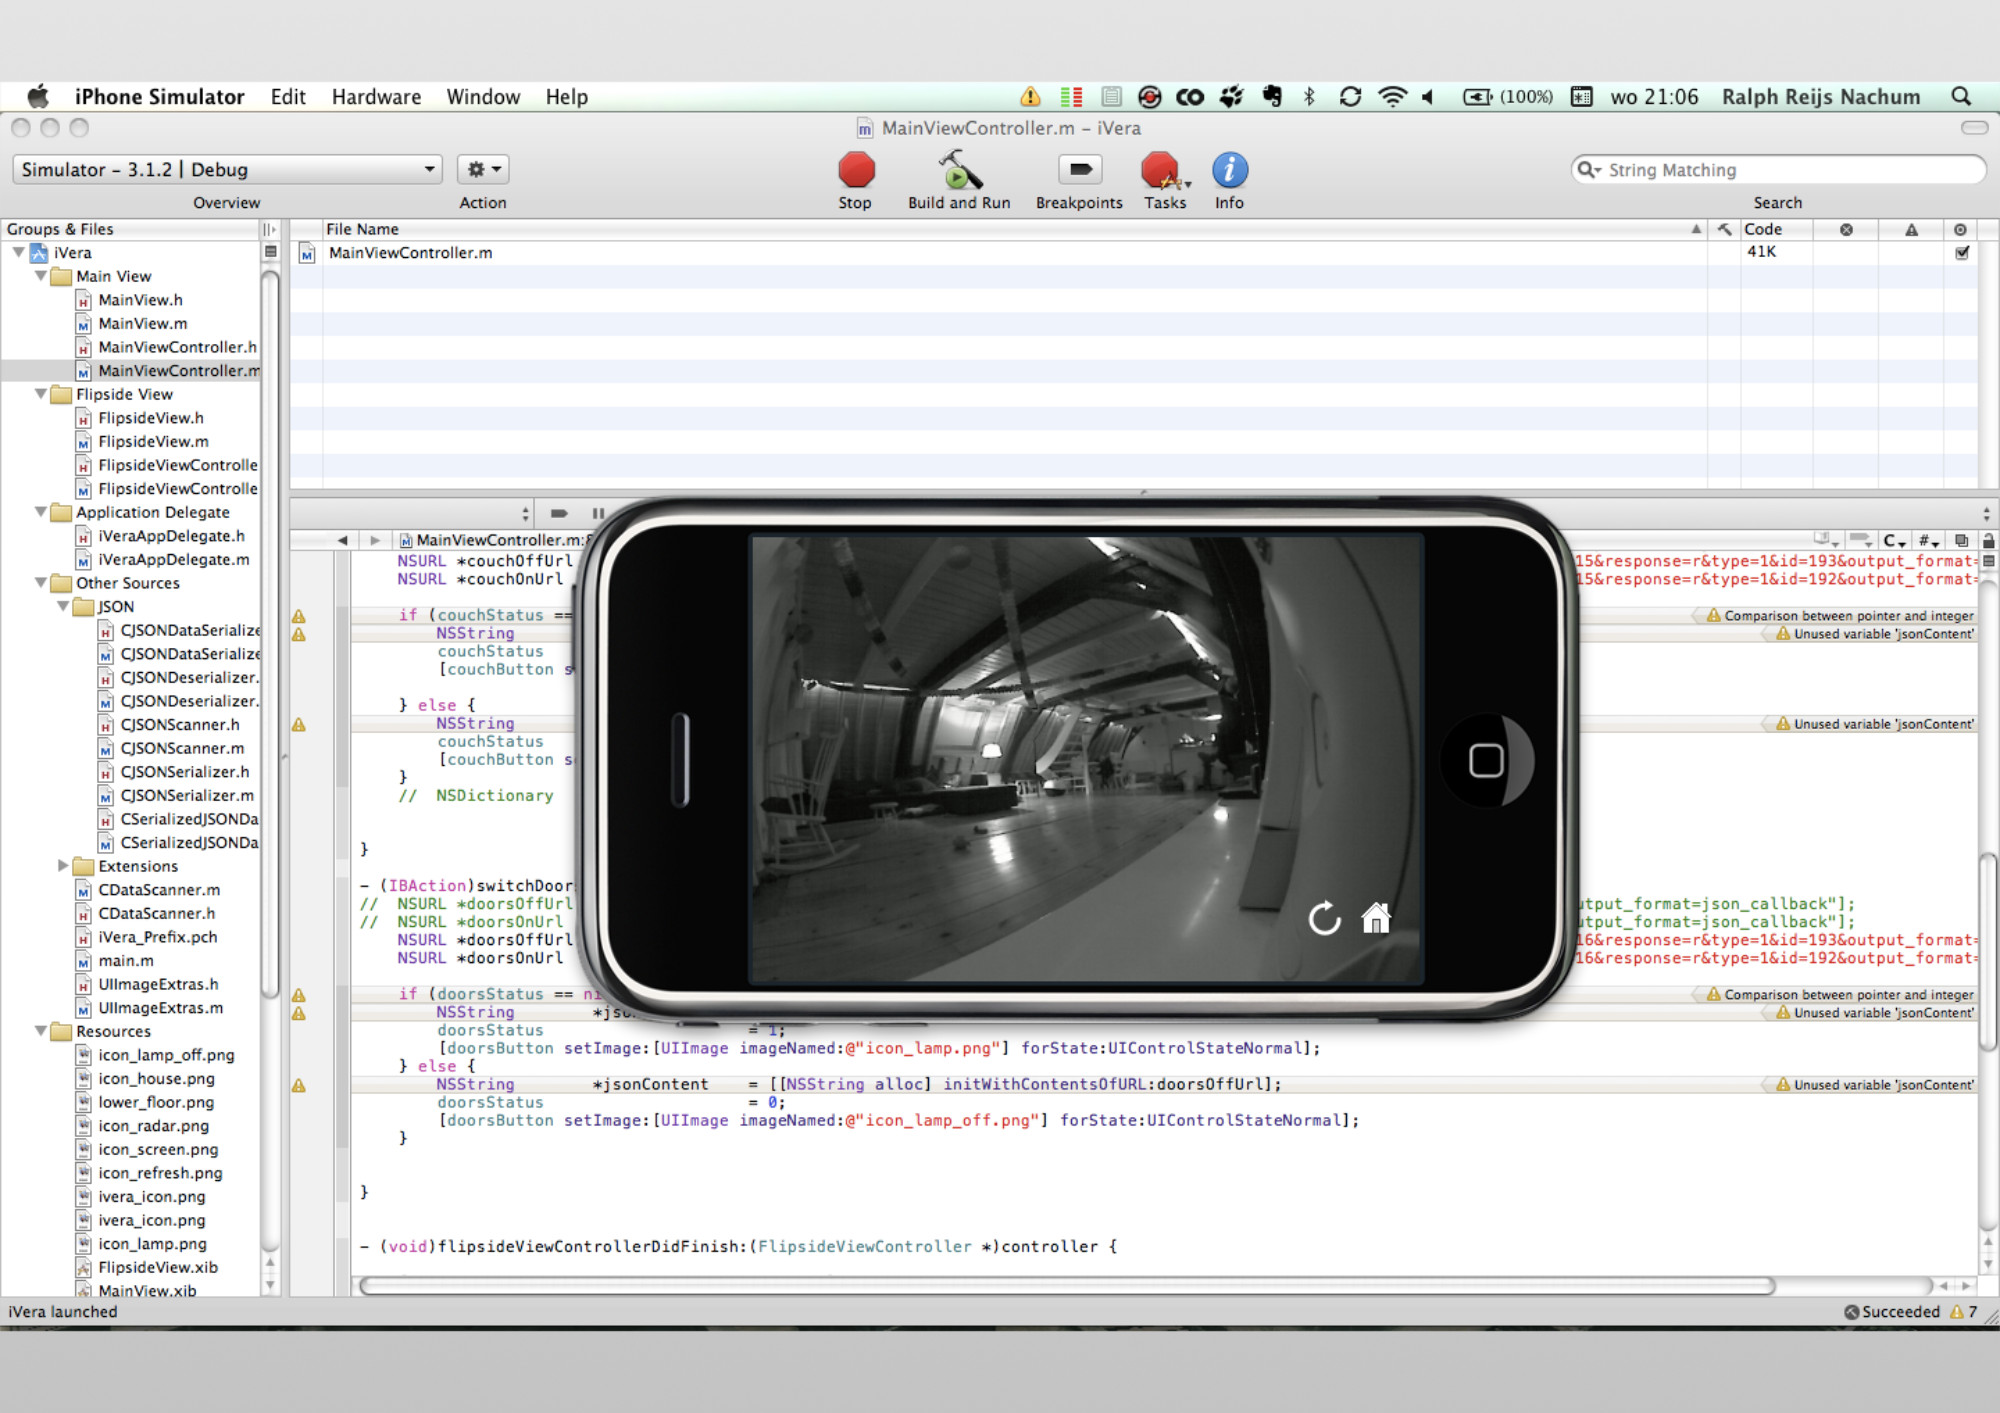 iPhone Simulator Edit Hardware Window Help (100%) wo 21:06 Ralph Reijs Nachum
MainViewController.m – iVera
Simulator – 3.1.2 | Debug
String Matching
Overview Action Stop Build and Run Breakpoints Tasks Info Search
Groups & Files
File Name Code
iVera
MainViewController.m 41K
Main View
MainView.h
MainView.m
MainViewController.h
MainViewController.m
Flipside View
FlipsideView.h
FlipsideView.m
FlipsideViewControlle
FlipsideViewControlle
Application Delegate
iVeraAppDelegate.h
iVeraAppDelegate.m
Other Sources
JSON
CJSONDataSerialize
CJSONDataSerialize
CJSONDeserializer.
CJSONDeserializer.
CJSONScanner.h
CJSONScanner.m
CJSONSerializer.h
CJSONSerializer.m
CSerializedJSONDa
CSerializedJSONDa
Extensions
CDataScanner.m
CDataScanner.h
iVera_Prefix.pch
main.m
UIImageExtras.h
UIImageExtras.m
Resources
icon_lamp_off.png
icon_house.png
lower_floor.png
icon_radar.png
icon_screen.png
icon_refresh.png
ivera_icon.png
ivera_icon.png
icon_lamp.png
FlipsideView.xib
MainView.xib
MainViewController.m: C #
NSURL *couchOffUrl 15&response=r&type=1&id=193&output_format=
NSURL *couchOnUrl 15&response=r&type=1&id=192&output_format=
if (couchStatus == Comparison between pointer and integer
NSString Unused variable 'jsonContent'
couchStatus
[couchButton s
} else {
NSString Unused variable 'jsonContent'
couchStatus
[couchButton s
}
// NSDictionary
}
- (IBAction)switchDoor
// NSURL *doorsOffUrl utput_format=json_callback"];
// NSURL *doorsOnUrl utput_format=json_callback"];
NSURL *doorsOffUrl 16&response=r&type=1&id=193&output_format=
NSURL *doorsOnUrl 16&response=r&type=1&id=192&output_format=
if (doorsStatus == ni Comparison between pointer and integer
NSString *jso Unused variable 'jsonContent'
doorsStatus = 1;
[doorsButton setImage:[UIImage imageNamed:@"icon_lamp.png"] forState:UIControlStateNormal];
} else {
NSString *jsonContent = [[NSString alloc] initWithContentsOfURL:doorsOffUrl]; Unused variable 'jsonContent'
doorsStatus = 0;
[doorsButton setImage:[UIImage imageNamed:@"icon_lamp_off.png"] forState:UIControlStateNormal];
}
}
- (void)flipsideViewControllerDidFinish:(FlipsideViewController *)controller {
iVera launched Succeeded 7